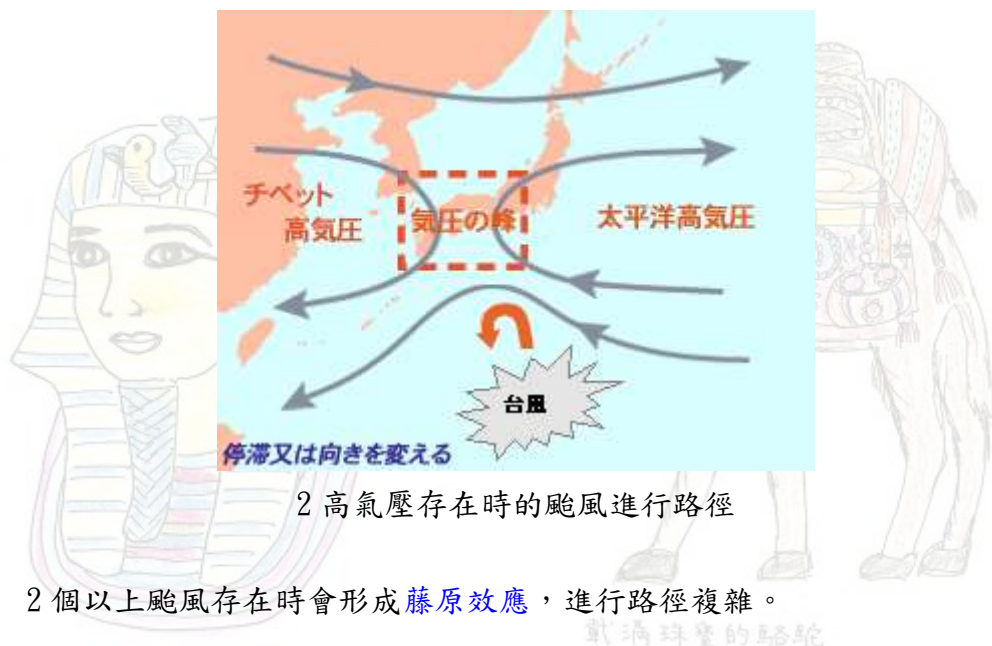 チベット
高気圧
気圧の峰
太平洋高気圧
台風
停滞又は向きを変える
2 高氣壓存在時的颱風進行路徑
2 個以上颱風存在時會形成藤原效應，進行路徑複雜。
載滿珠寶的駱駝